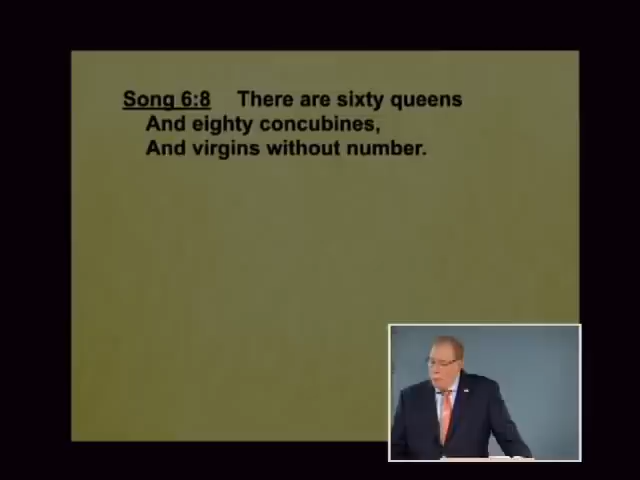 Song 6:8 There are sixty queens
And eighty concubines,
And virgins without number.